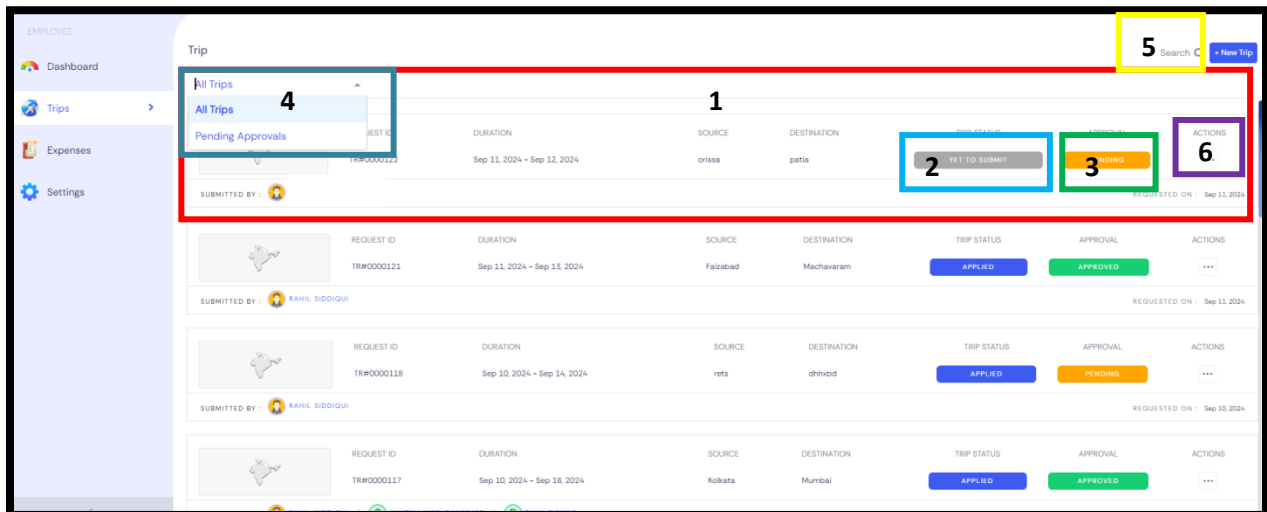 EMPLOYEE
Dashboard
Trips
Expenses
Settings
Trip
5 Search
+ New Trip
All Trips
4
1
All Trips
Pending Approvals
DURATION SOURCE DESTINATION ACTIONS
TR#0000122 Sep 11, 2024 - Sep 12, 2024 orissa patia YET TO SUBMIT
2 3 6
SUBMITTED BY : REQUESTED ON : Sep 11, 2024
REQUEST ID DURATION SOURCE DESTINATION TRIP STATUS APPROVAL ACTIONS
TR#0000121 Sep 11, 2024 - Sep 13, 2024 Faizabad Machavaram APPLIED APPROVED ...
SUBMITTED BY : RAHIL SIDDIQUI REQUESTED ON : Sep 11, 2024
REQUEST ID DURATION SOURCE DESTINATION TRIP STATUS APPROVAL ACTIONS
TR#0000118 Sep 10, 2024 - Sep 14, 2024 rets dhhxbd APPLIED PENDING ...
SUBMITTED BY : RAHIL SIDDIQUI REQUESTED ON : Sep 10, 2024
REQUEST ID DURATION SOURCE DESTINATION TRIP STATUS APPROVAL ACTIONS
TR#0000117 Sep 10, 2024 - Sep 16, 2024 Kolkata Mumbai APPLIED APPROVED ...